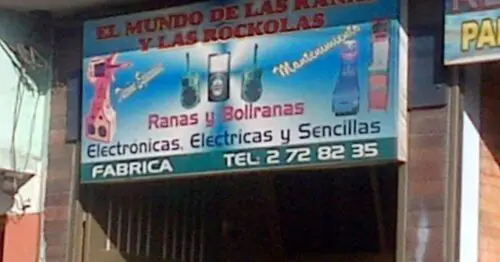 EL MUNDO DE LAS RANAS
Y LAS ROCKOLAS
Mantenimiento
Ranas y Boliranas
Electrónicas, Electricas y Sencillas
FABRICA TEL: 2 72 82 35